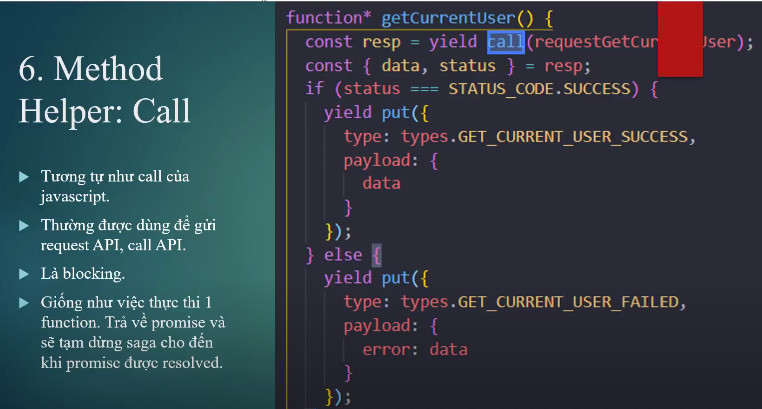 6. Method
Helper: Call
Tương tự như call của
javascript.
Thường được dùng để gửi
request API, call API.
Là blocking.
Giống như việc thực thi 1
function. Trả về promise và
sẽ tạm dừng saga cho đến
khi promise được resolved.
function* getCurrentUser() {
const resp = yield call(requestGetCur ser);
const { data, status } = resp;
if (status === STATUS_CODE.SUCCESS) {
yield put({
type: types.GET_CURRENT_USER_SUCCESS,
payload: {
data
}
});
} else {
yield put({
type: types.GET_CURRENT_USER_FAILED,
payload: {
error: data
}
});